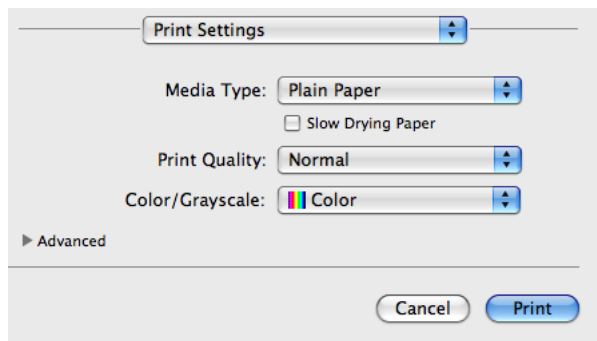 Print Settings
Media Type: Plain Paper
Slow Drying Paper
Print Quality: Normal
Color/Grayscale: Color
Advanced
Cancel Print